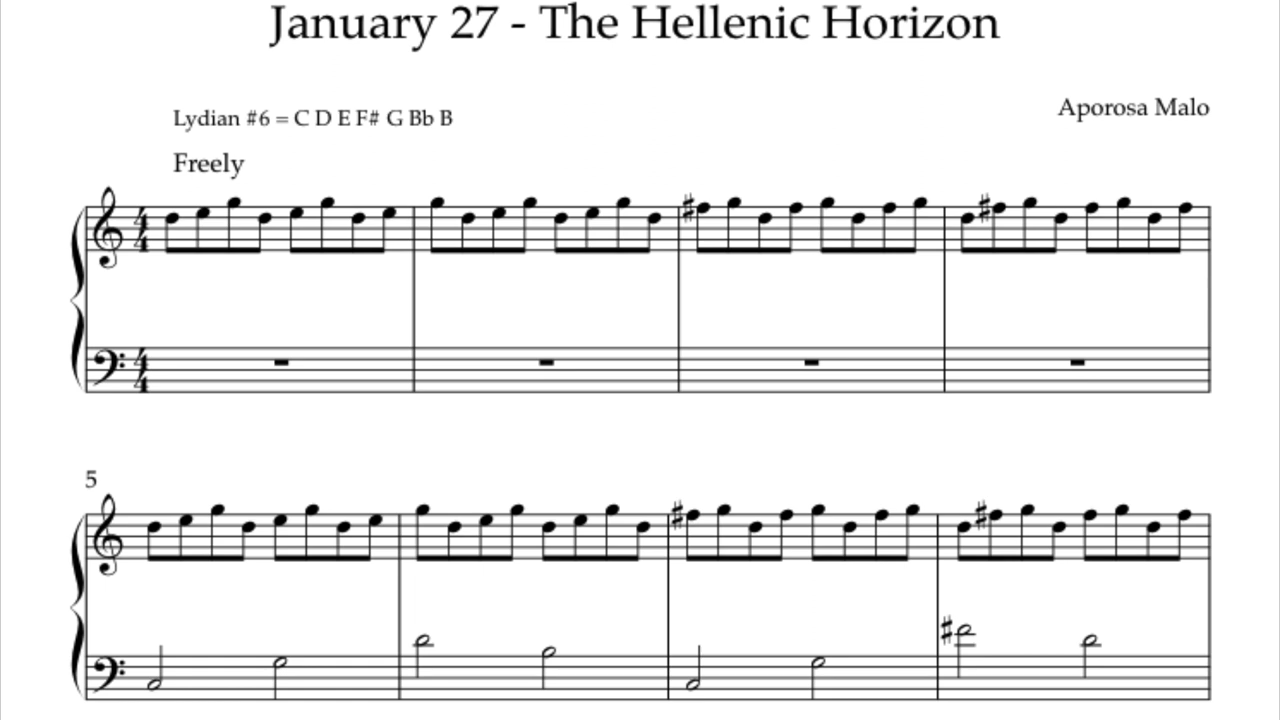 January 27 - The Hellenic Horizon
Aporosa Malo
Lydian #6 = C D E F# G Bb B
Freely
5